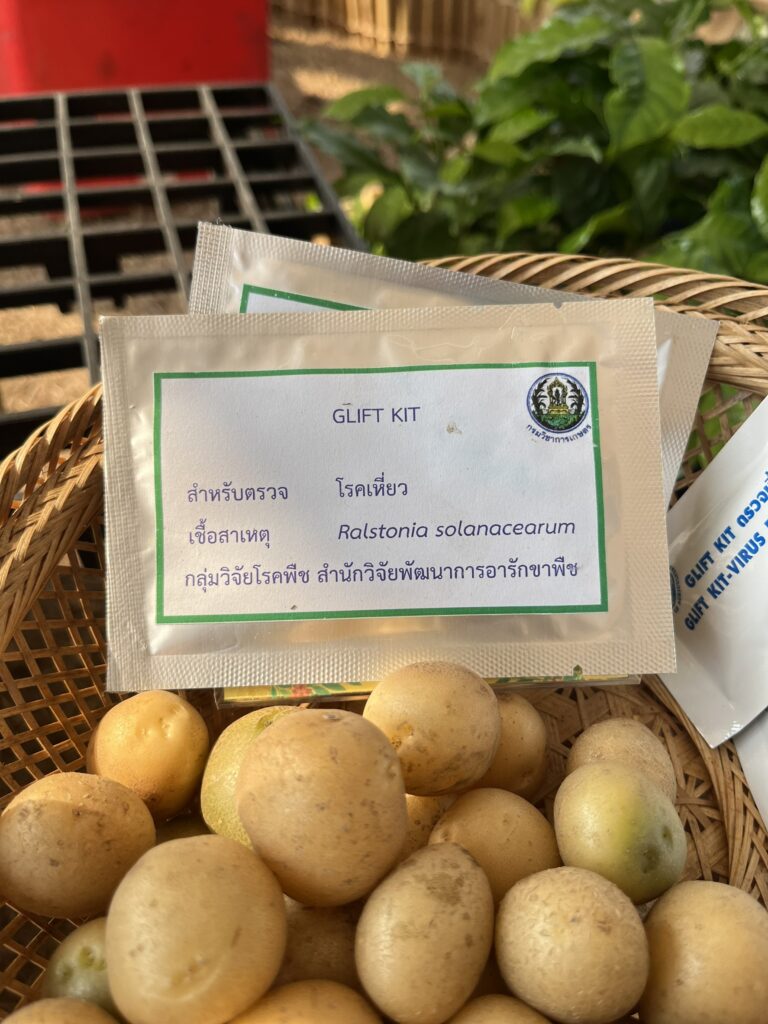 GLIFT KIT
กรมวิชาการเกษตร
สำหรับตรวจ โรคเหี่ยว
เชื้อสาเหตุ Ralstonia solanacearum
กลุ่มวิจัยโรคพืช สำนักวิจัยพัฒนาการอารักขาพืช
GLIFT KIT
GLIFT KIT-VIRUS